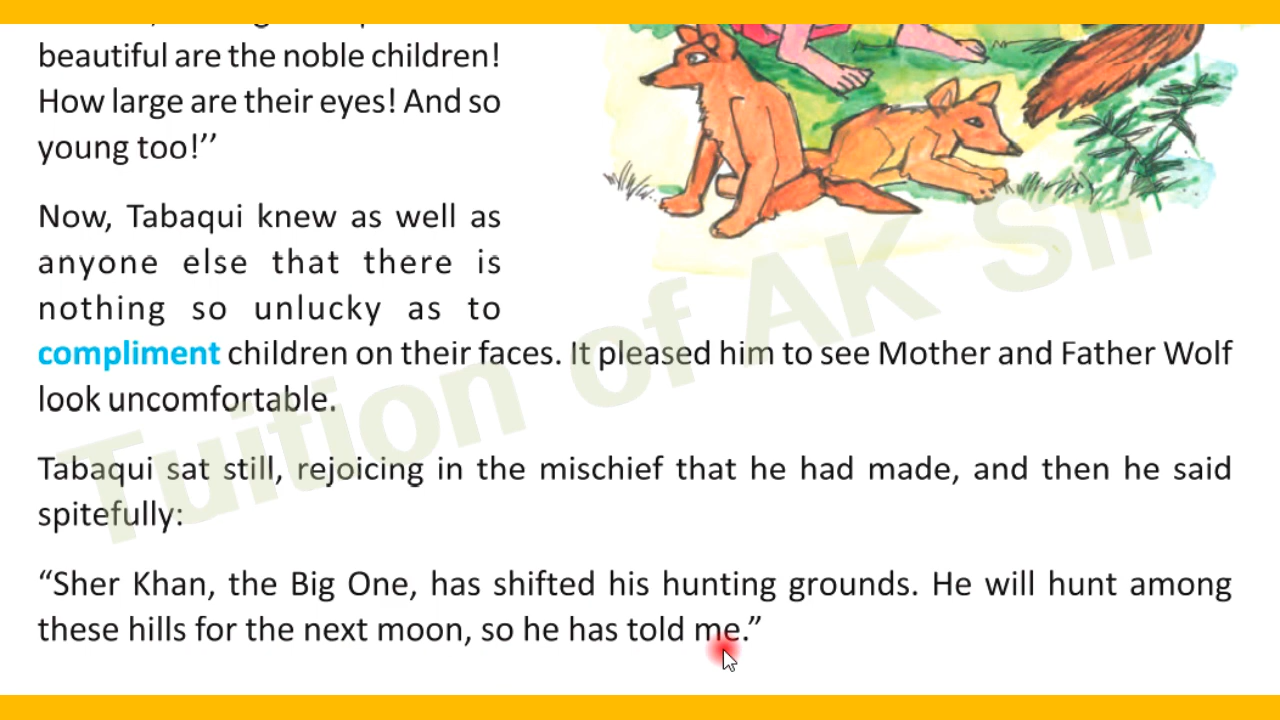 beautiful are the noble children!
How large are their eyes! And so
young too!’’
Now, Tabaqui knew as well as
anyone else that there is
nothing so unlucky as to
compliment children on their faces. It pleased him to see Mother and Father Wolf
look uncomfortable.
Tabaqui sat still, rejoicing in the mischief that he had made, and then he said
spitefully:
“Sher Khan, the Big One, has shifted his hunting grounds. He will hunt among
these hills for the next moon, so he has told me.”
Tuition of AK Sir